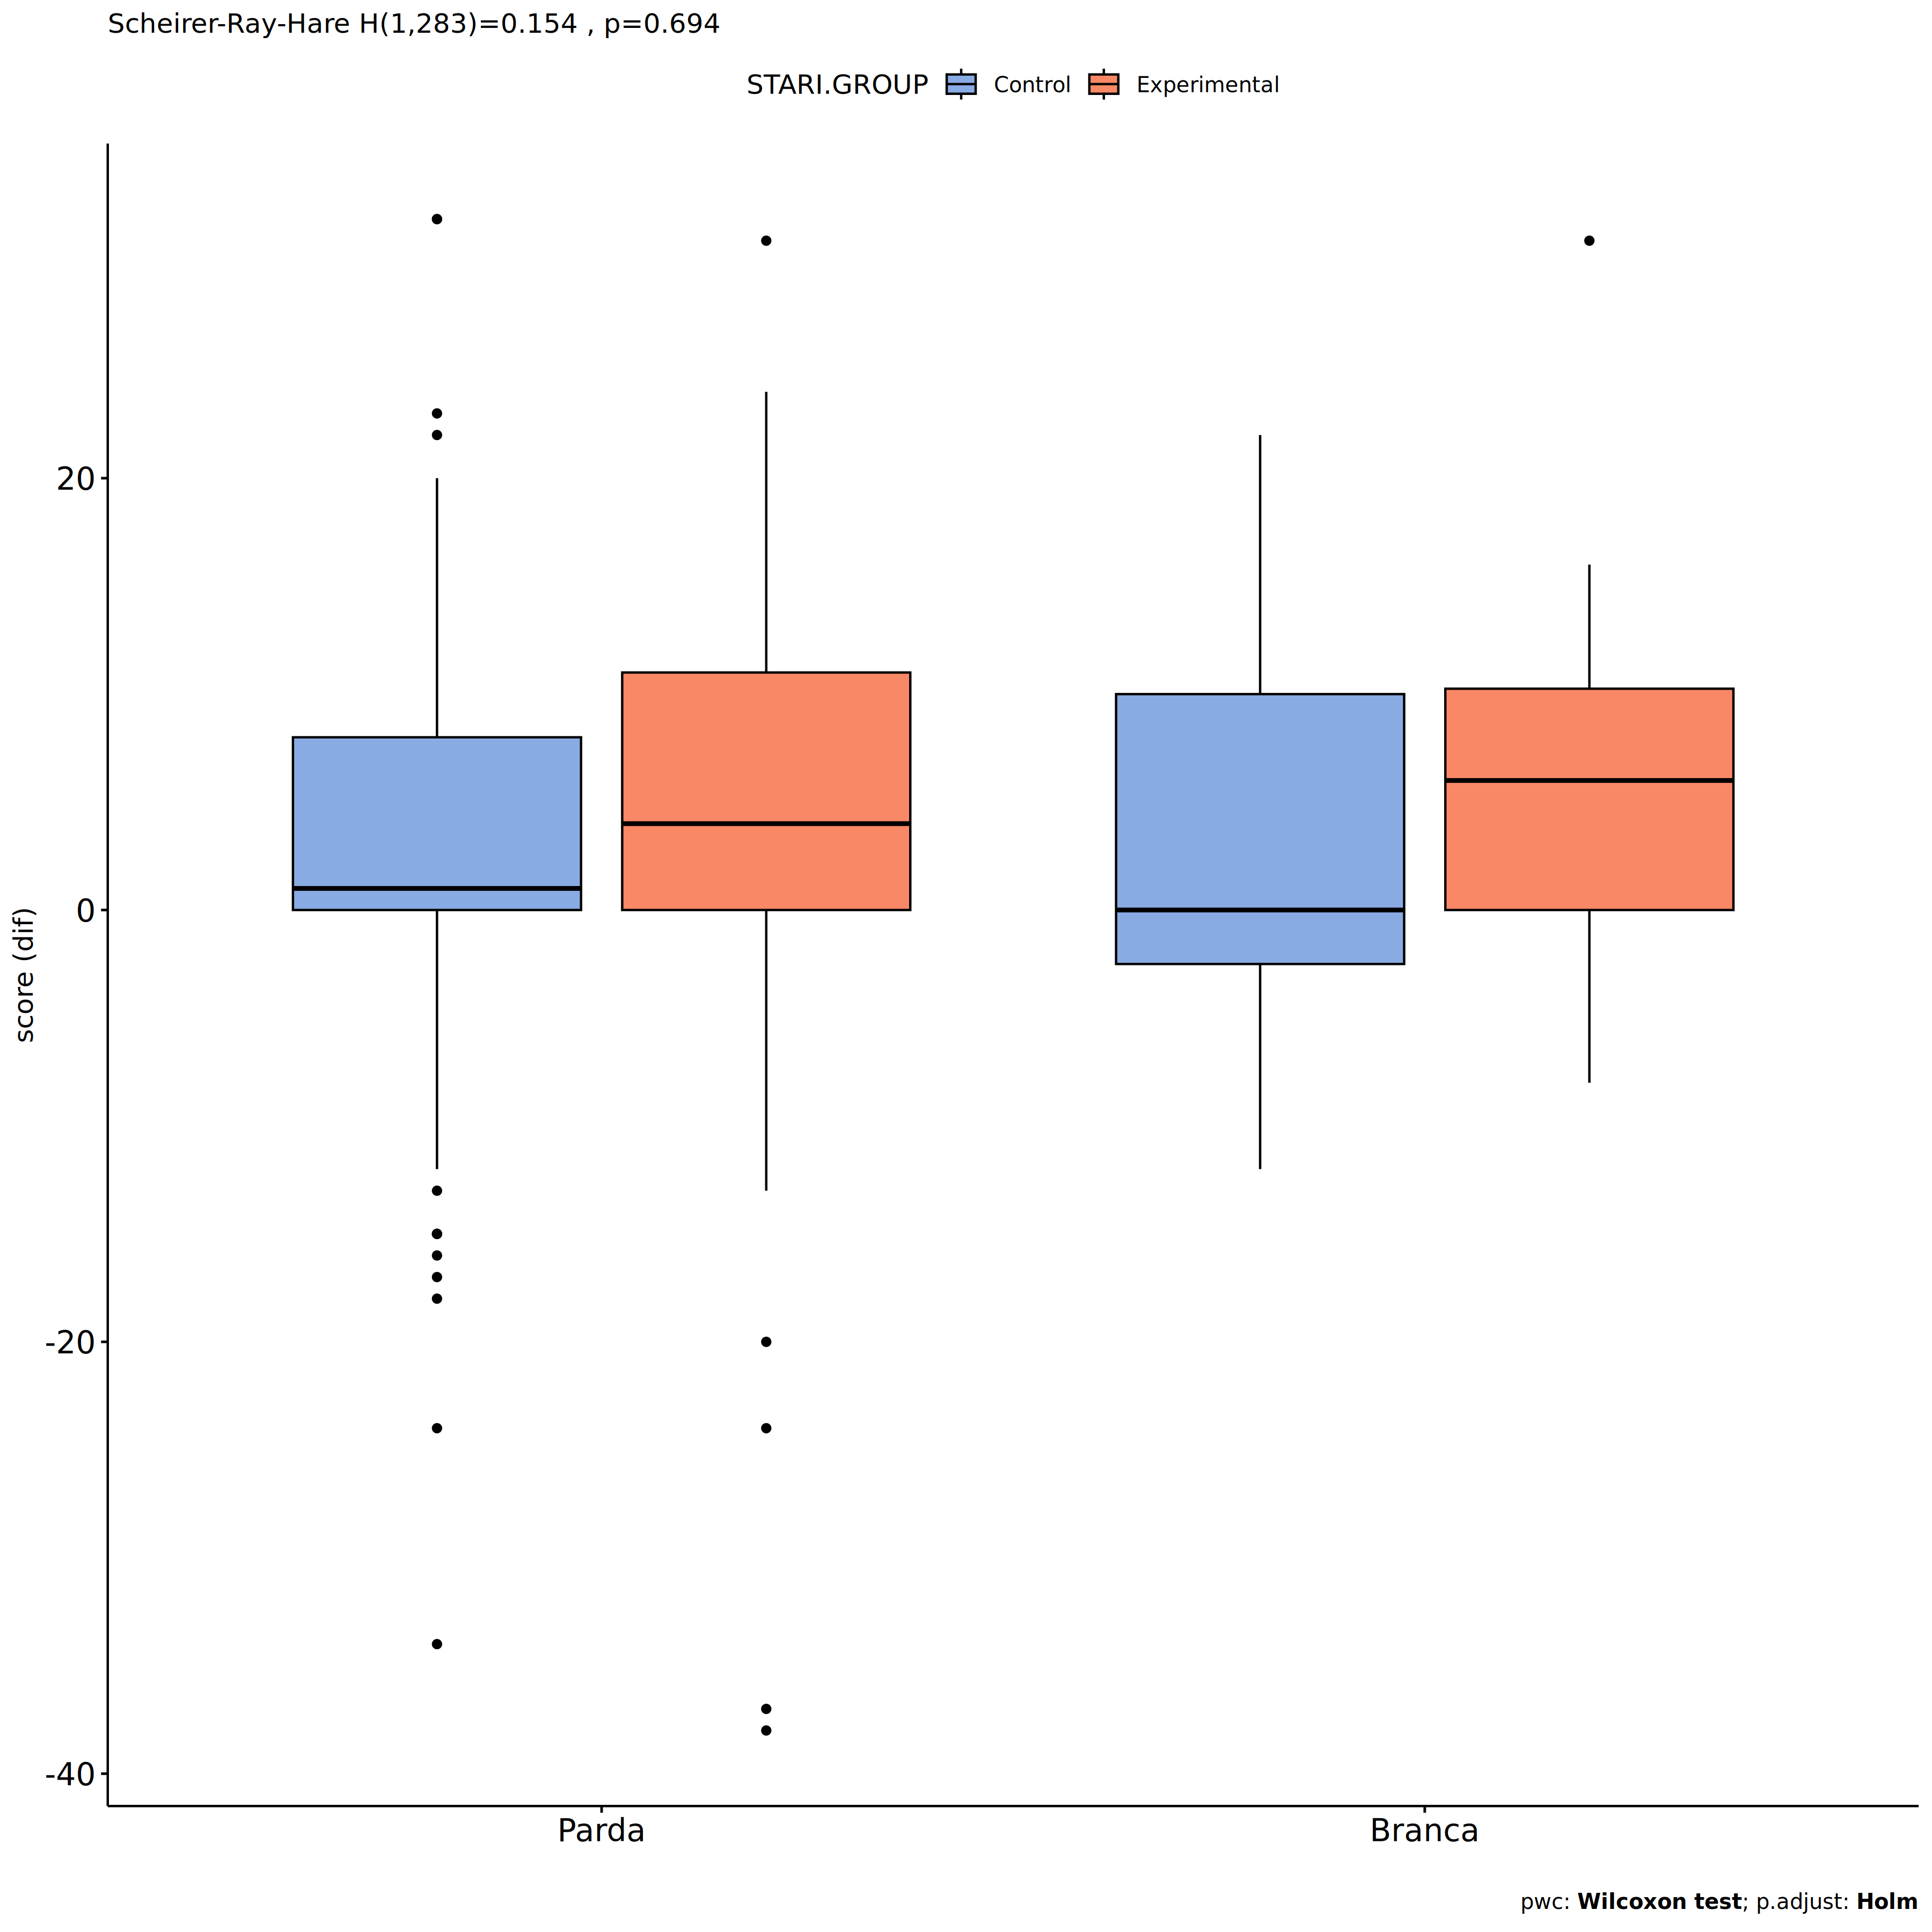 Scheirer-Ray-Hare H(1,283)=0.154 , p=0.694
STARI.GROUP Control Experimental
20
0
-20
-40
score (dif)
Parda Branca
pwc: Wilcoxon test; p.adjust: Holm